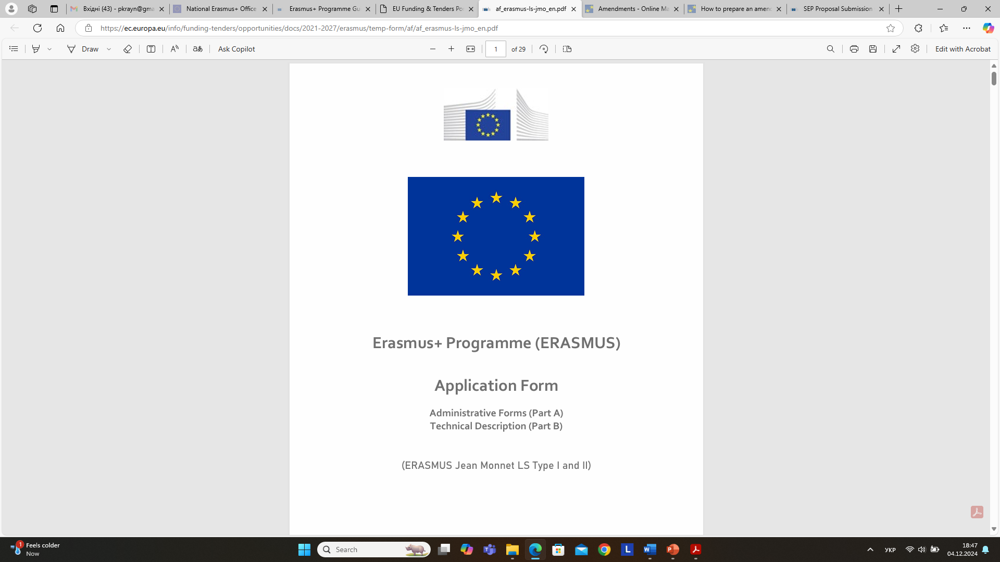 Вхідні (43) - pkrayn@gma
National Erasmus+ Office
Erasmus+ Programme Gu
EU Funding & Tenders Po
af_erasmus-ls-jmo_en.pdf
Amendments - Online Ma
How to prepare an amen
SEP Proposal Submission
https://ec.europa.eu/info/funding-tenders/opportunities/docs/2021-2027/erasmus/temp-form/af/af_erasmus-ls-jmo_en.pdf
Draw
Ask Copilot
1 of 29
Edit with Acrobat
Erasmus+ Programme (ERASMUS)
Application Form
Administrative Forms (Part A)
Technical Description (Part B)
(ERASMUS Jean Monnet LS Type I and II)
1
Feels colder
Now
Search
УКР
18:47
04.12.2024